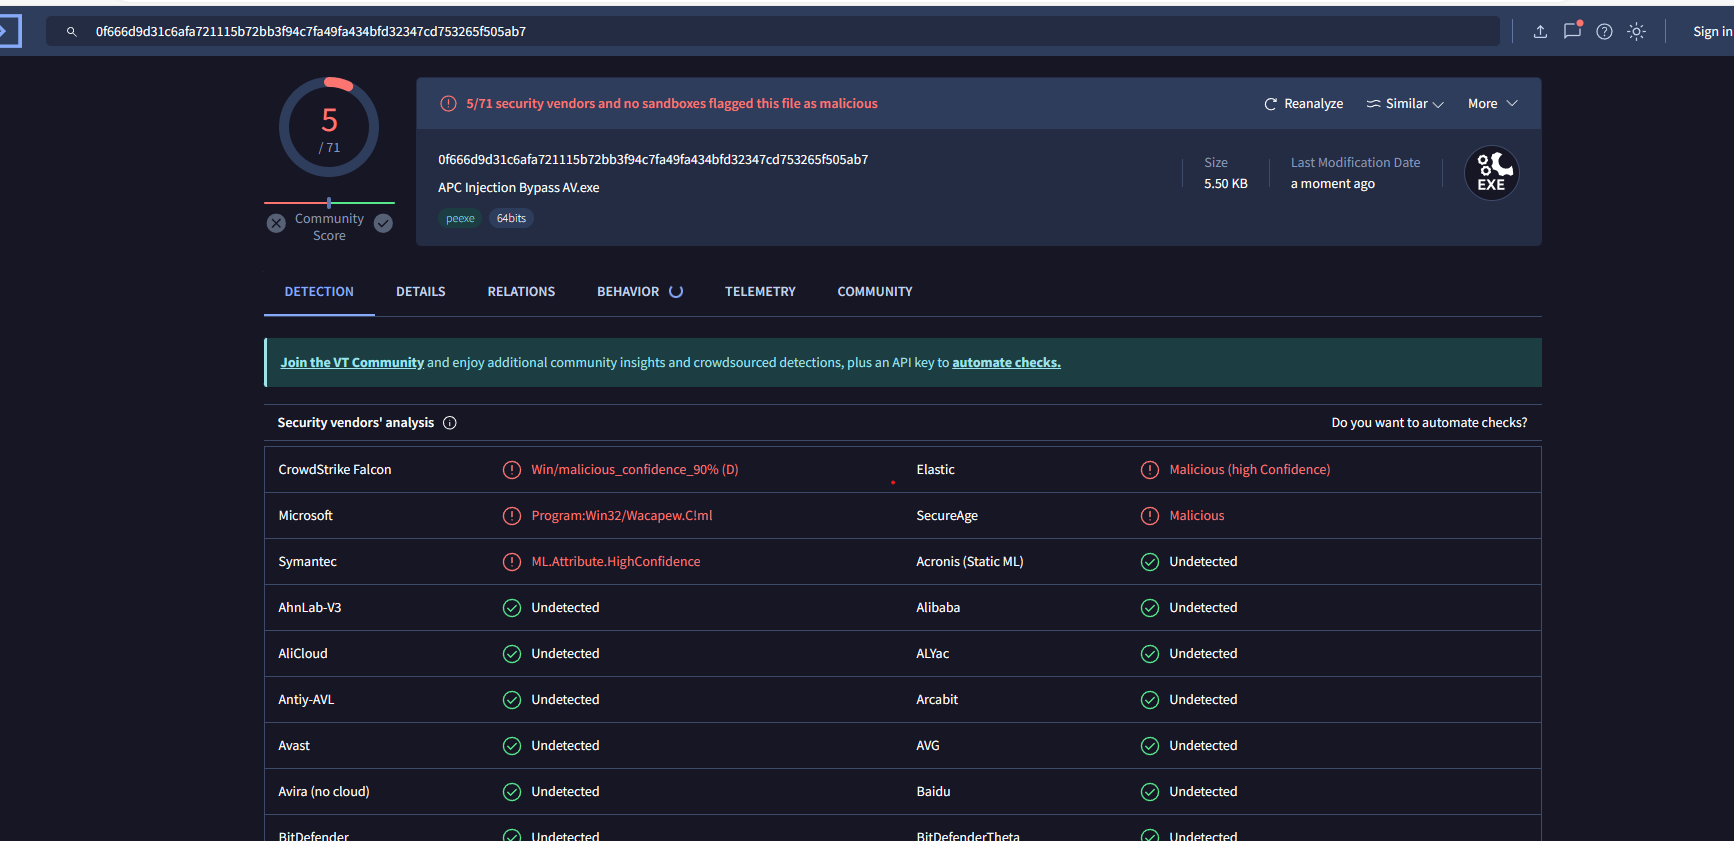 0f666d9d31c6afa721115b72bb3f94c7fa49fa434bfd32347cd753265f505ab7
Sign in
5
/ 71
Community
Score
5/71 security vendors and no sandboxes flagged this file as malicious
Reanalyze
Similar
More
0f666d9d31c6afa721115b72bb3f94c7fa49fa434bfd32347cd753265f505ab7
APC Injection Bypass AV.exe
peexe
64bits
Size
5.50 KB
Last Modification Date
a moment ago
EXE
DETECTION
DETAILS
RELATIONS
BEHAVIOR
TELEMETRY
COMMUNITY
Join the VT Community and enjoy additional community insights and crowdsourced detections, plus an API key to automate checks.
Security vendors' analysis
Do you want to automate checks?
CrowdStrike Falcon
Win/malicious_confidence_90% (D)
Elastic
Malicious (high Confidence)
Microsoft
Program:Win32/Wacapew.C!ml
SecureAge
Malicious
Symantec
ML.Attribute.HighConfidence
Acronis (Static ML)
Undetected
AhnLab-V3
Undetected
Alibaba
Undetected
AliCloud
Undetected
ALYac
Undetected
Antiy-AVL
Undetected
Arcabit
Undetected
Avast
Undetected
AVG
Undetected
Avira (no cloud)
Undetected
Baidu
Undetected
BitDefender
Undetected
BitDefenderTheta
Undetected